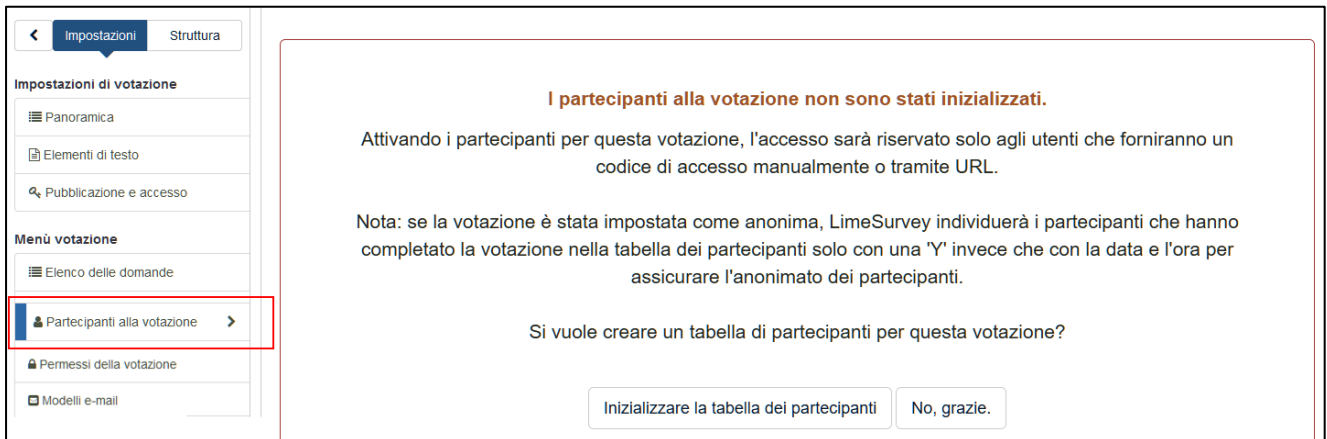 Impostazioni
Struttura
Impostazioni di votazione
Panoramica
Elementi di testo
Pubblicazione e accesso
Menù votazione
Elenco delle domande
Partecipanti alla votazione
Permessi della votazione
Modelli e-mail
I partecipanti alla votazione non sono stati inizializzati.
Attivando i partecipanti per questa votazione, l'accesso sarà riservato solo agli utenti che forniranno un
codice di accesso manualmente o tramite URL.
Nota: se la votazione è stata impostata come anonima, LimeSurvey individuerà i partecipanti che hanno
completato la votazione nella tabella dei partecipanti solo con una 'Y' invece che con la data e l'ora per
assicurare l'anonimato dei partecipanti.
Si vuole creare un tabella di partecipanti per questa votazione?
Inizializzare la tabella dei partecipanti
No, grazie.